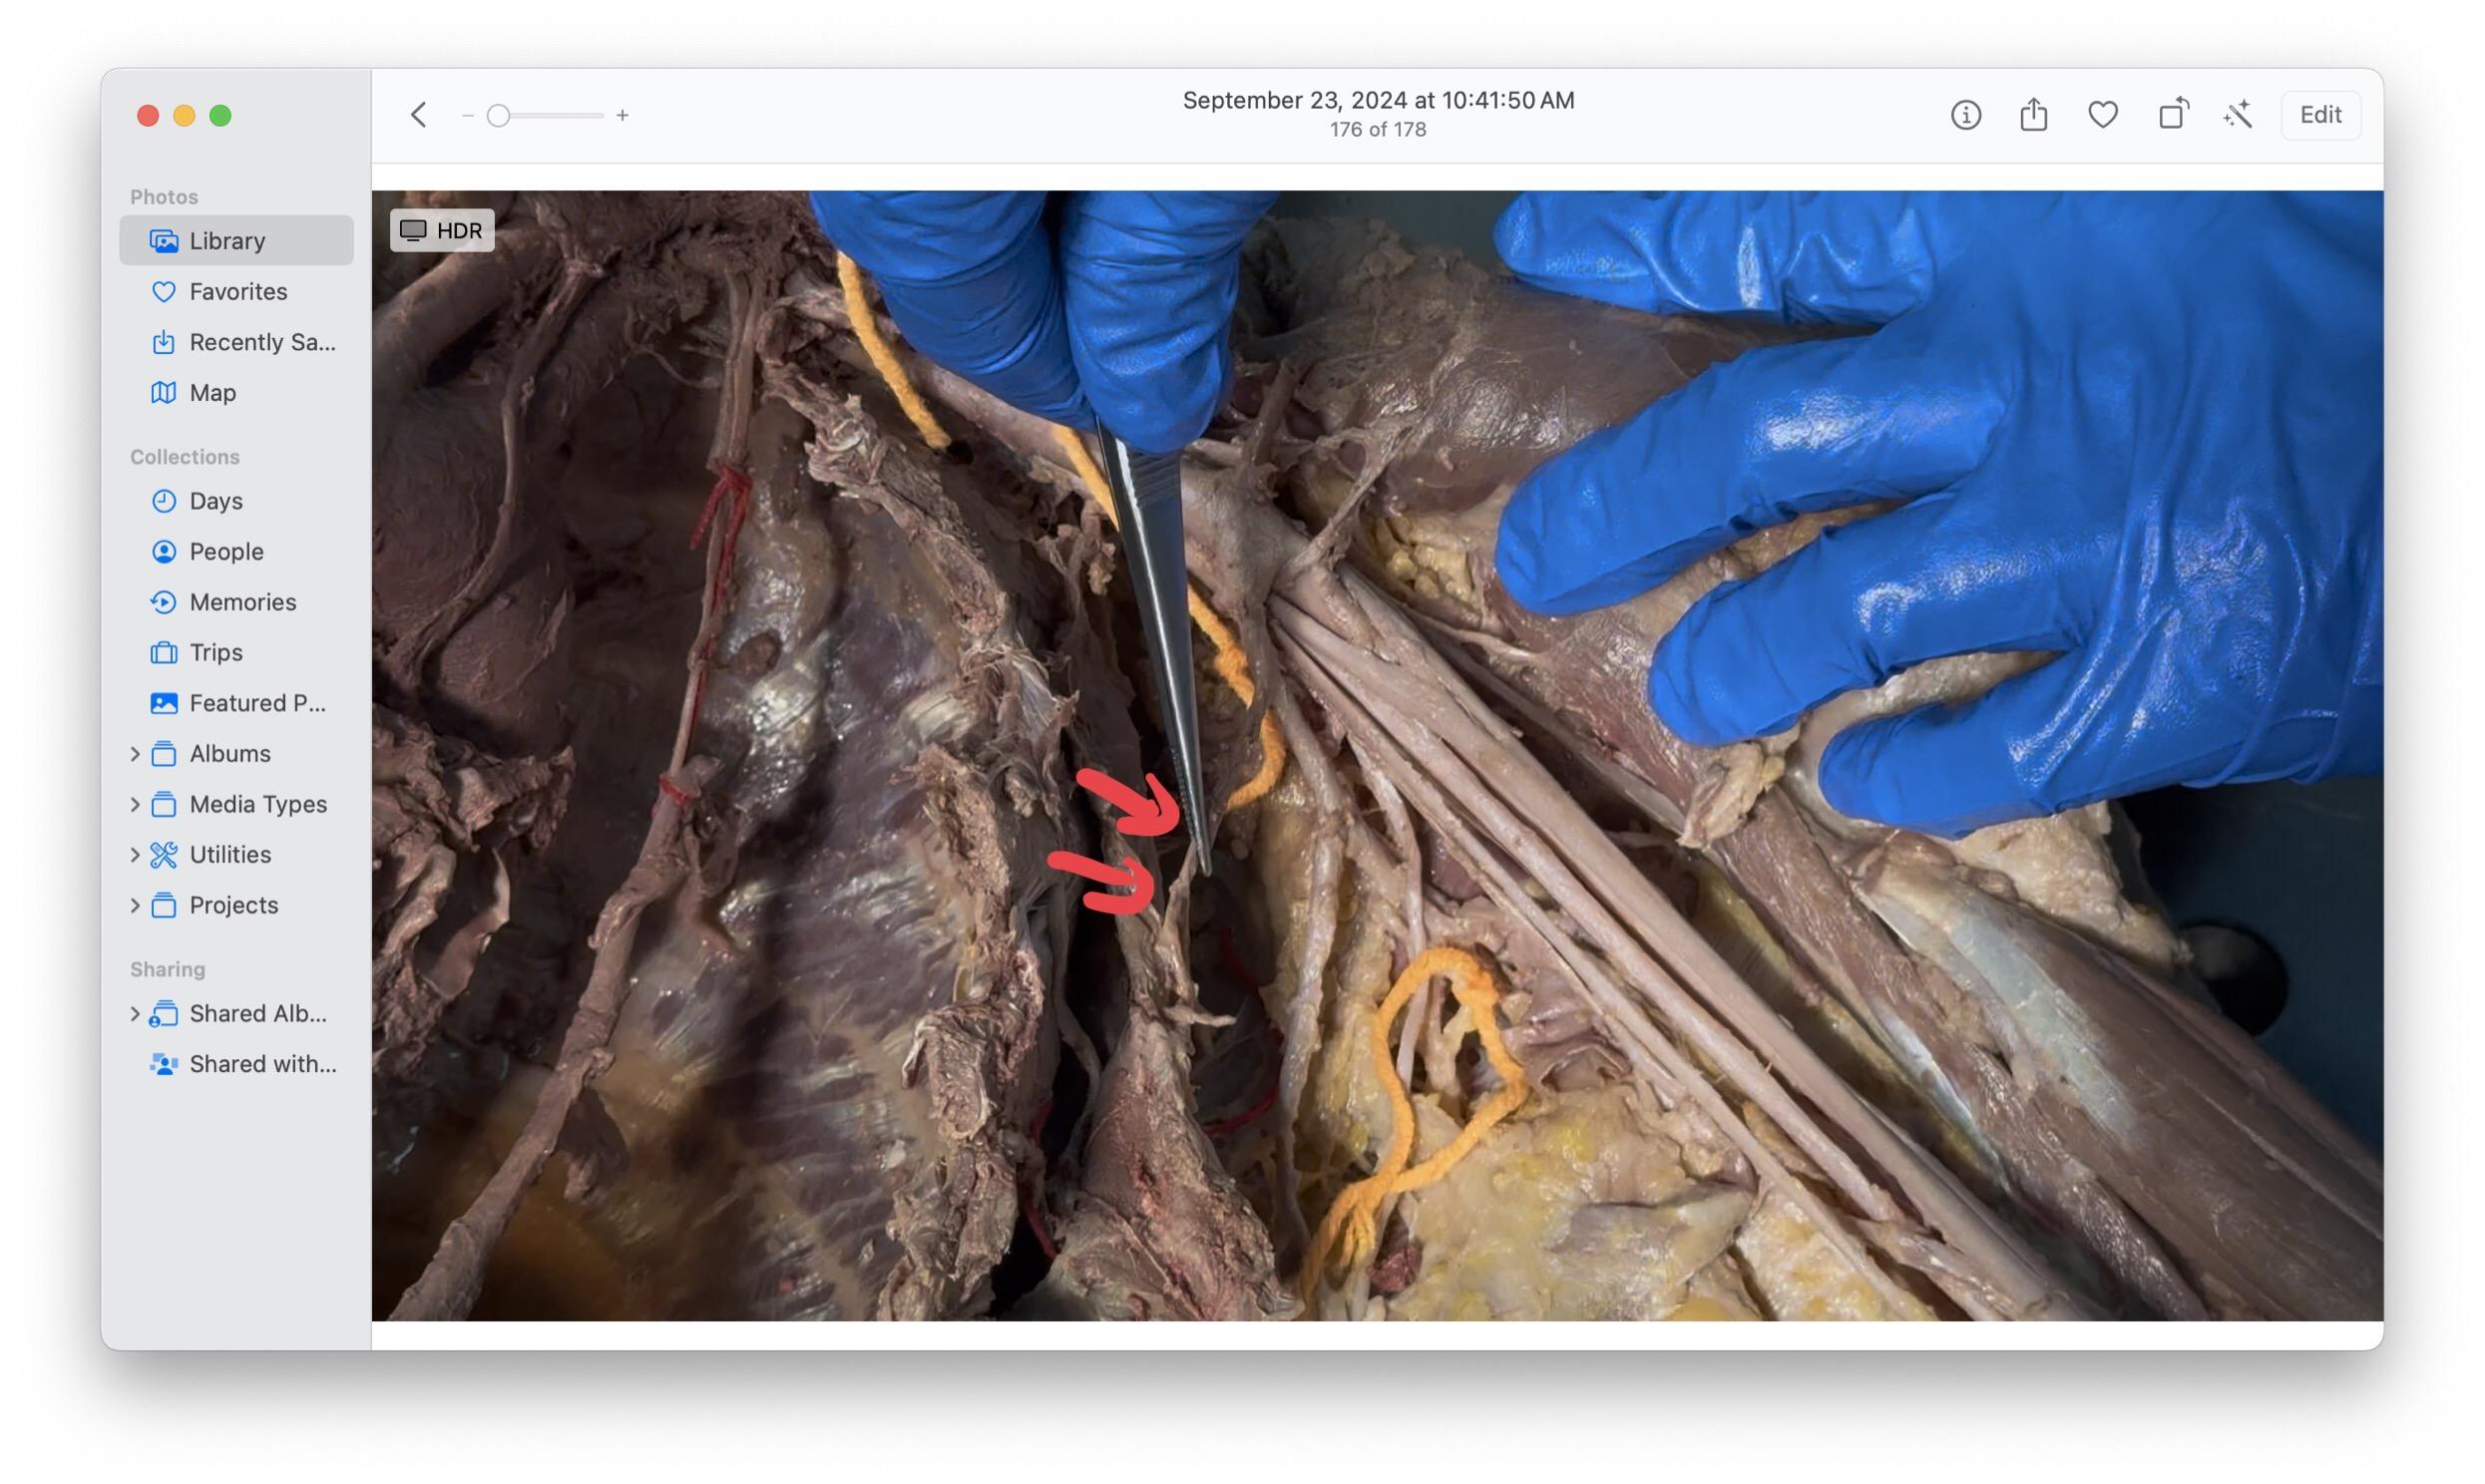 September 23, 2024 at 10:41:50 AM
176 of 178
Edit
Photos
Library
Favorites
Recently Sa...
Map
Collections
Days
People
Memories
Trips
Featured P...
Albums
Media Types
Utilities
Projects
Sharing
Shared Alb...
Shared with...
HDR